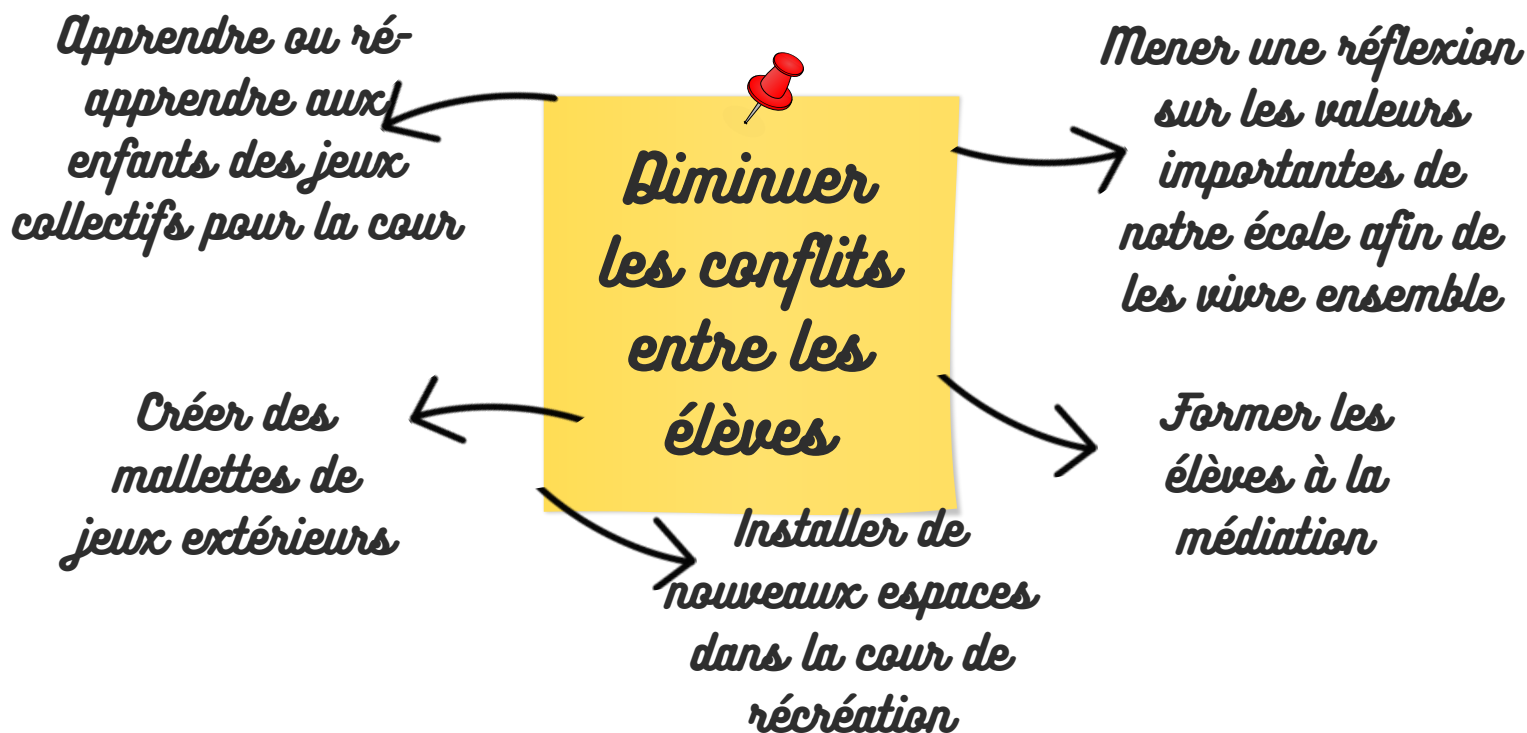 Apprendre ou ré-
apprendre aux
enfants des jeux
collectifs pour la cour
Diminuer
les conflits
entre les
élèves
Mener une réflexion
sur les valeurs
importantes de
notre école afin de
les vivre ensemble
Créer des
mallettes de
jeux extérieurs
Installer de
nouveaux espaces
dans la cour de
récréation
Former les
élèves à la
médiation